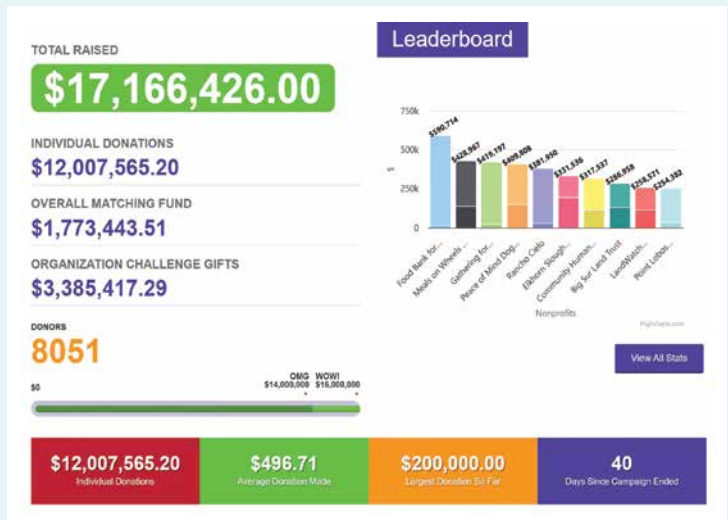 TOTAL RAISED
$17,166,426.00
INDIVIDUAL DONATIONS
$12,007,565.20
OVERALL MATCHING FUND
$1,773,443.51
ORGANIZATION CHALLENGE GIFTS
$3,385,417.29
DONORS
8051
OMG WOW!
$0 $14,000,000 $16,000,000
Leaderboard
750k
500k
250k
0
$
$590,714
$428,967
$419,197
$409,808
$381,950
$331,536
$317,537
$286,958
$258,571
$254,382
Food Bank for...
Meals on Wheels ...
Gathering for...
Peace of Mind Dog...
Rancho Cielo
Elkhorn Slough...
Community Human...
Big Sur Land Trust
LandWatch...
Point Lobos...
Nonprofits
Highcharts.com
View All Stats
$12,007,565.20
Individual Donations
$496.71
Average Donation Made
$200,000.00
Largest Donation So Far
40
Days Since Campaign Ended